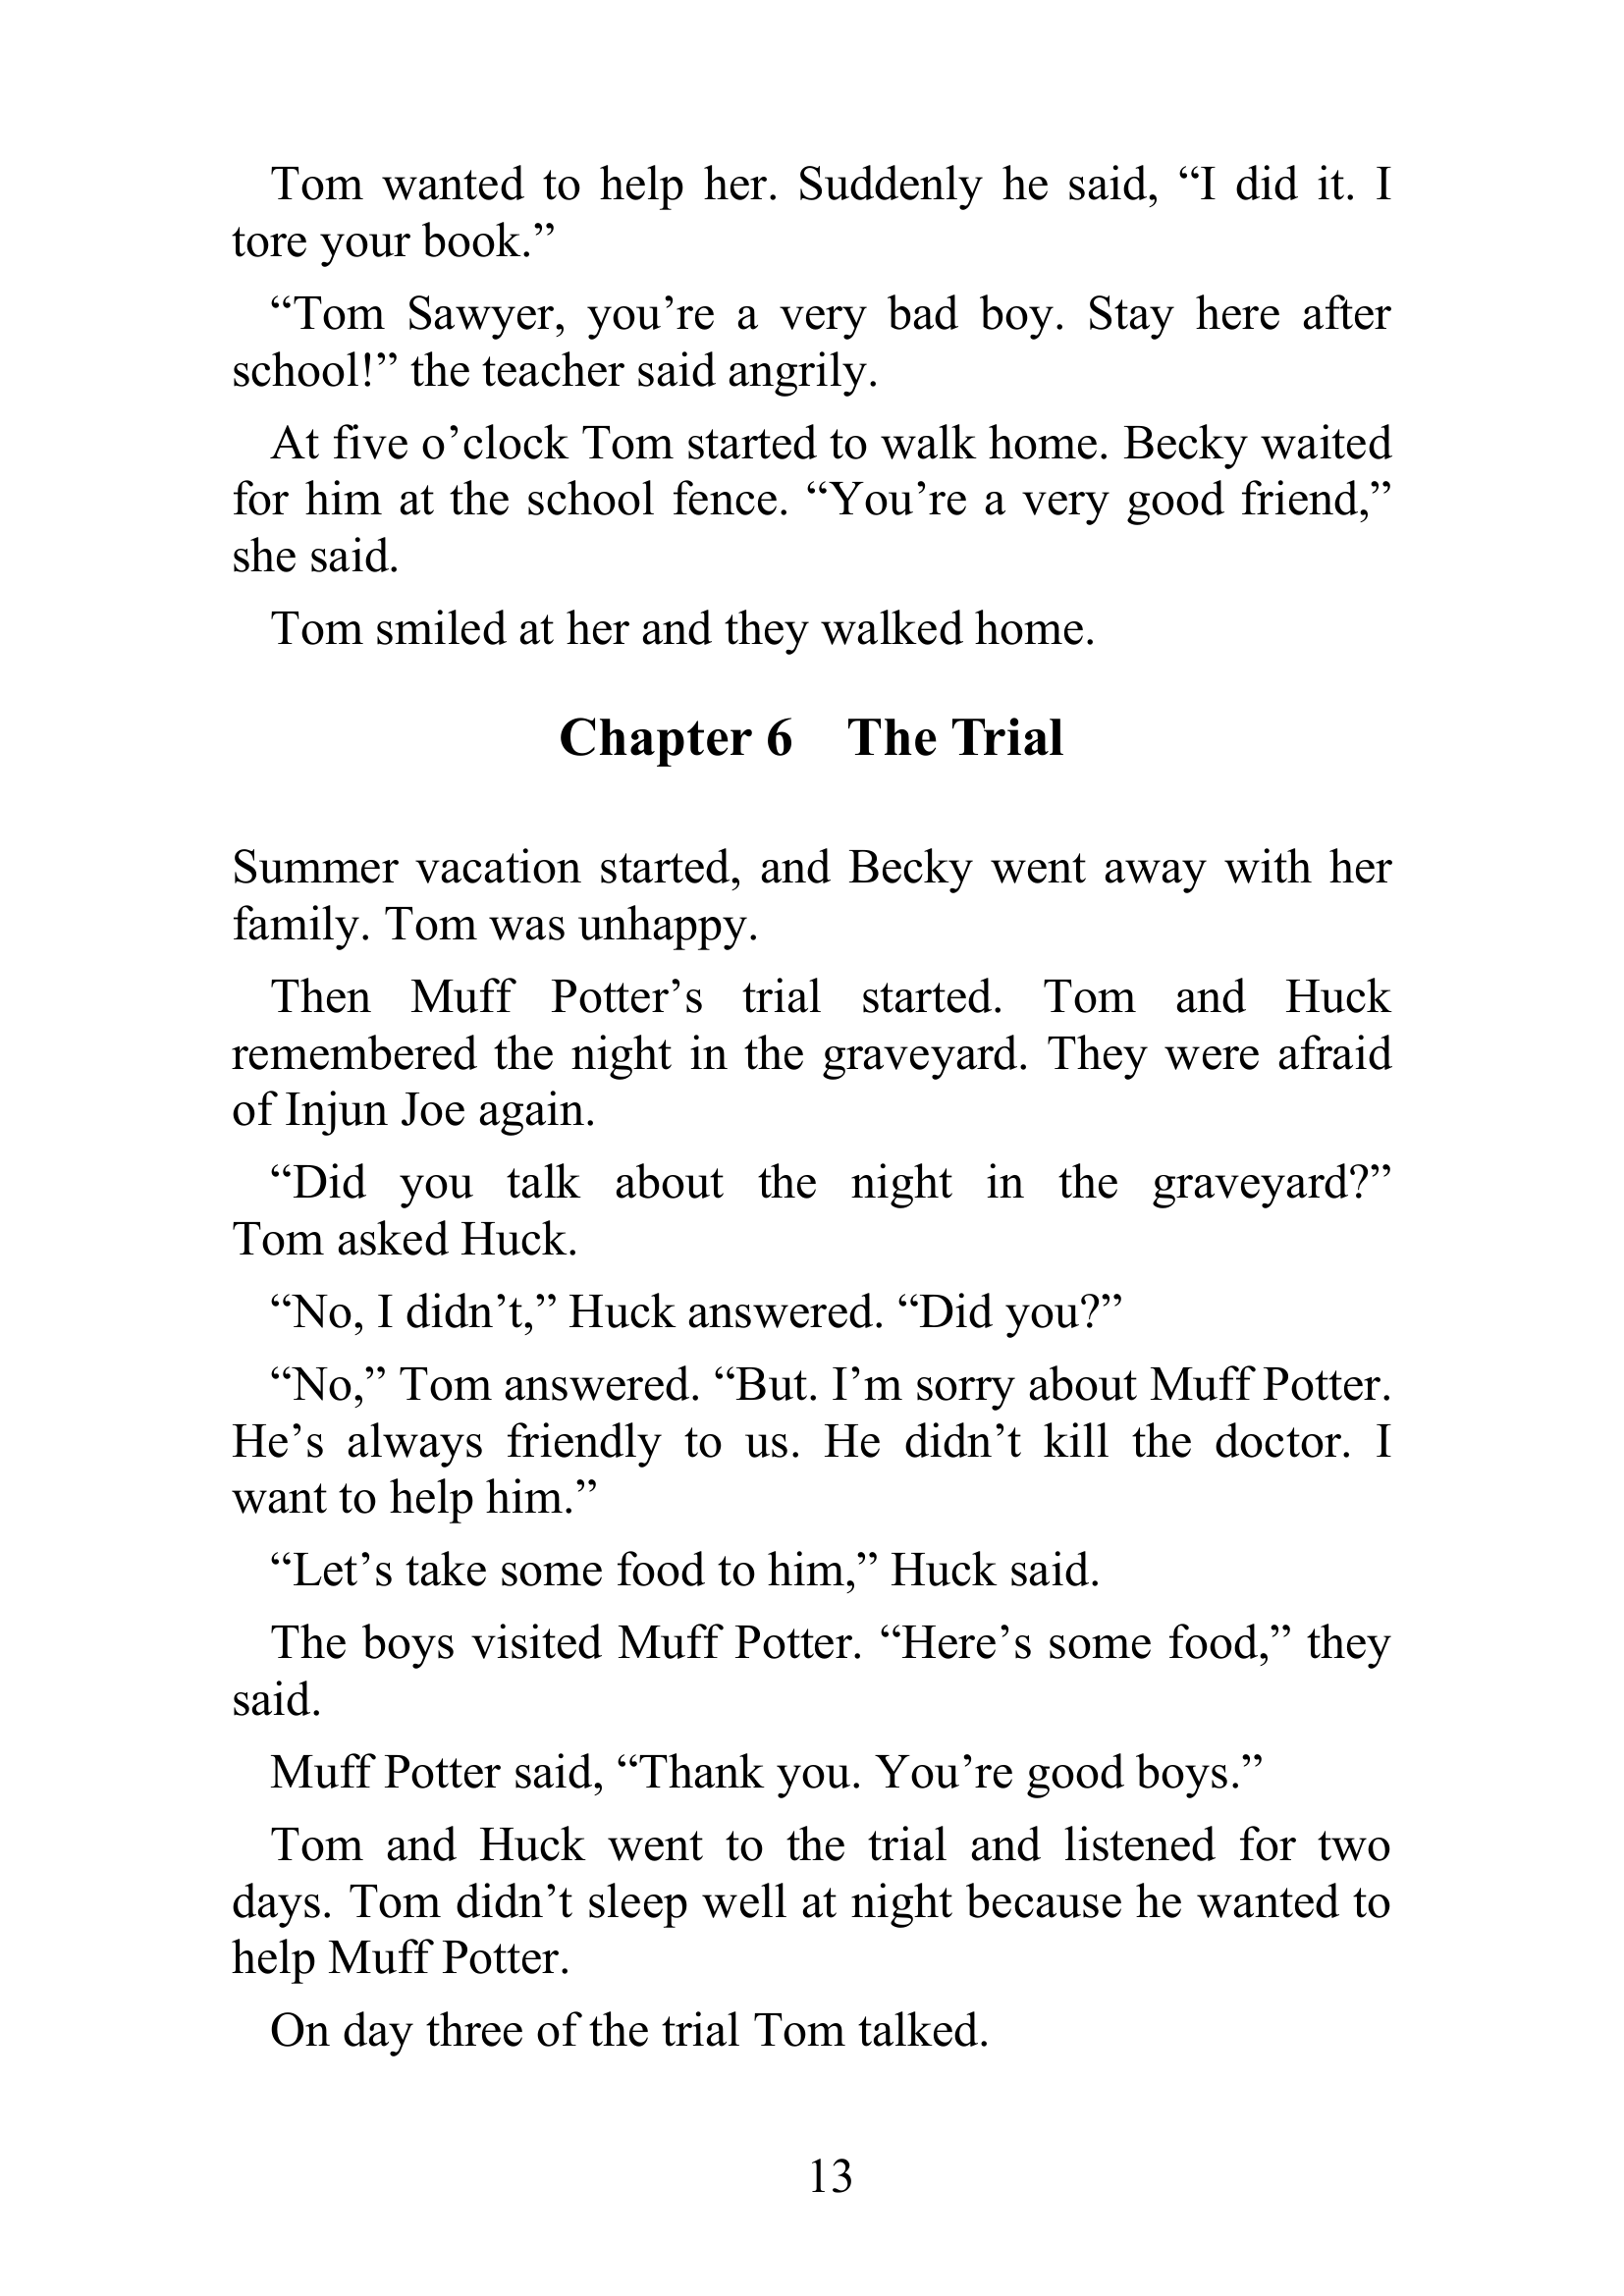 Tom wanted to help her. Suddenly he said, “I did it. I
tore your book.”
“Tom Sawyer, you’re a very bad boy. Stay here after
school!” the teacher said angrily.
At five o’clock Tom started to walk home. Becky waited
for him at the school fence. “You’re a very good friend,”
she said.
Tom smiled at her and they walked home.
Chapter 6 The Trial
Summer vacation started, and Becky went away with her
family. Tom was unhappy.
Then Muff Potter’s trial started. Tom and Huck
remembered the night in the graveyard. They were afraid
of Injun Joe again.
“Did you talk about the night in the graveyard?”
Tom asked Huck.
“No, I didn’t,” Huck answered. “Did you?”
“No,” Tom answered. “But. I’m sorry about Muff Potter.
He’s always friendly to us. He didn’t kill the doctor. I
want to help him.”
“Let’s take some food to him,” Huck said.
The boys visited Muff Potter. “Here’s some food,” they
said.
Muff Potter said, “Thank you. You’re good boys.”
Tom and Huck went to the trial and listened for two
days. Tom didn’t sleep well at night because he wanted to
help Muff Potter.
On day three of the trial Tom talked.
13